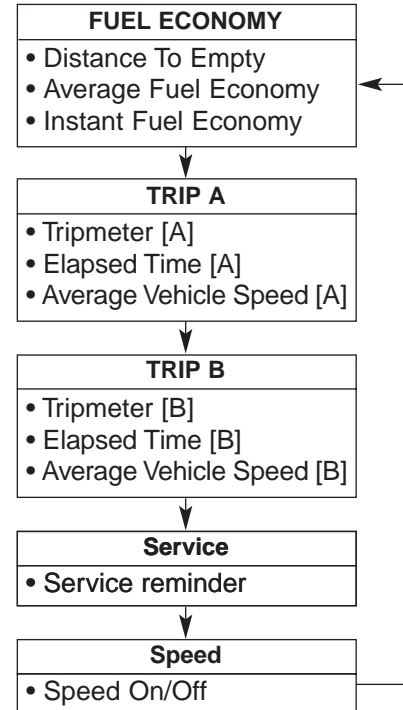 FUEL ECONOMY
• Distance To Empty
• Average Fuel Economy
• Instant Fuel Economy
TRIP A
• Tripmeter [A]
• Elapsed Time [A]
• Average Vehicle Speed [A]
TRIP B
• Tripmeter [B]
• Elapsed Time [B]
• Average Vehicle Speed [B]
Service
• Service reminder
Speed
• Speed On/Off